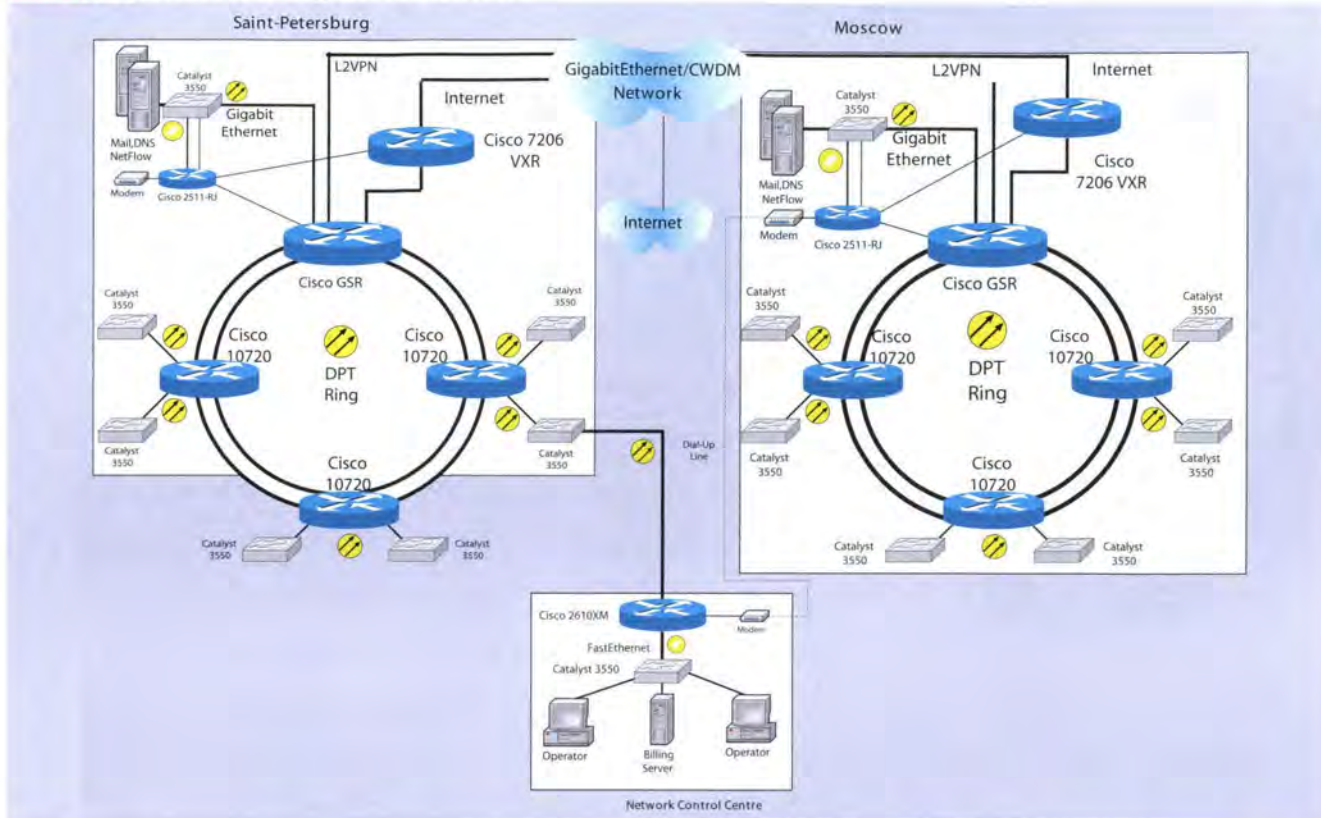 Saint-Petersburg
Moscow
L2VPN
GigabitEthernet/CWDM
Network
Internet
Catalyst
3550
Gigabit
Ethernet
Internet
Cisco 7206
VXR
Mail,DNS
NetFlow
Modem
Cisco 2511-RJ
Cisco GSR
Internet
L2VPN
Internet
Catalyst
3550
Gigabit
Ethernet
Cisco
7206 VXR
Mail,DNS
NetFlow
Modem
Cisco 2511-RJ
Cisco GSR
Catalyst
3550
Cisco
10720
Cisco
10720
Catalyst
3550
DPT
Ring
Catalyst
3550
Catalyst
3550
Cisco
10720
Catalyst
3550
Catalyst
3550
Catalyst
3550
Cisco
10720
Cisco
10720
Catalyst
3550
DPT
Ring
Dial-Up
Line
Catalyst
3550
Catalyst
3550
Cisco
10720
Catalyst
3550
Catalyst
3550
Cisco 2610XM
Modem
FastEthernet
Catalyst 3550
Operator
Billing
Server
Operator
Network Control Centre